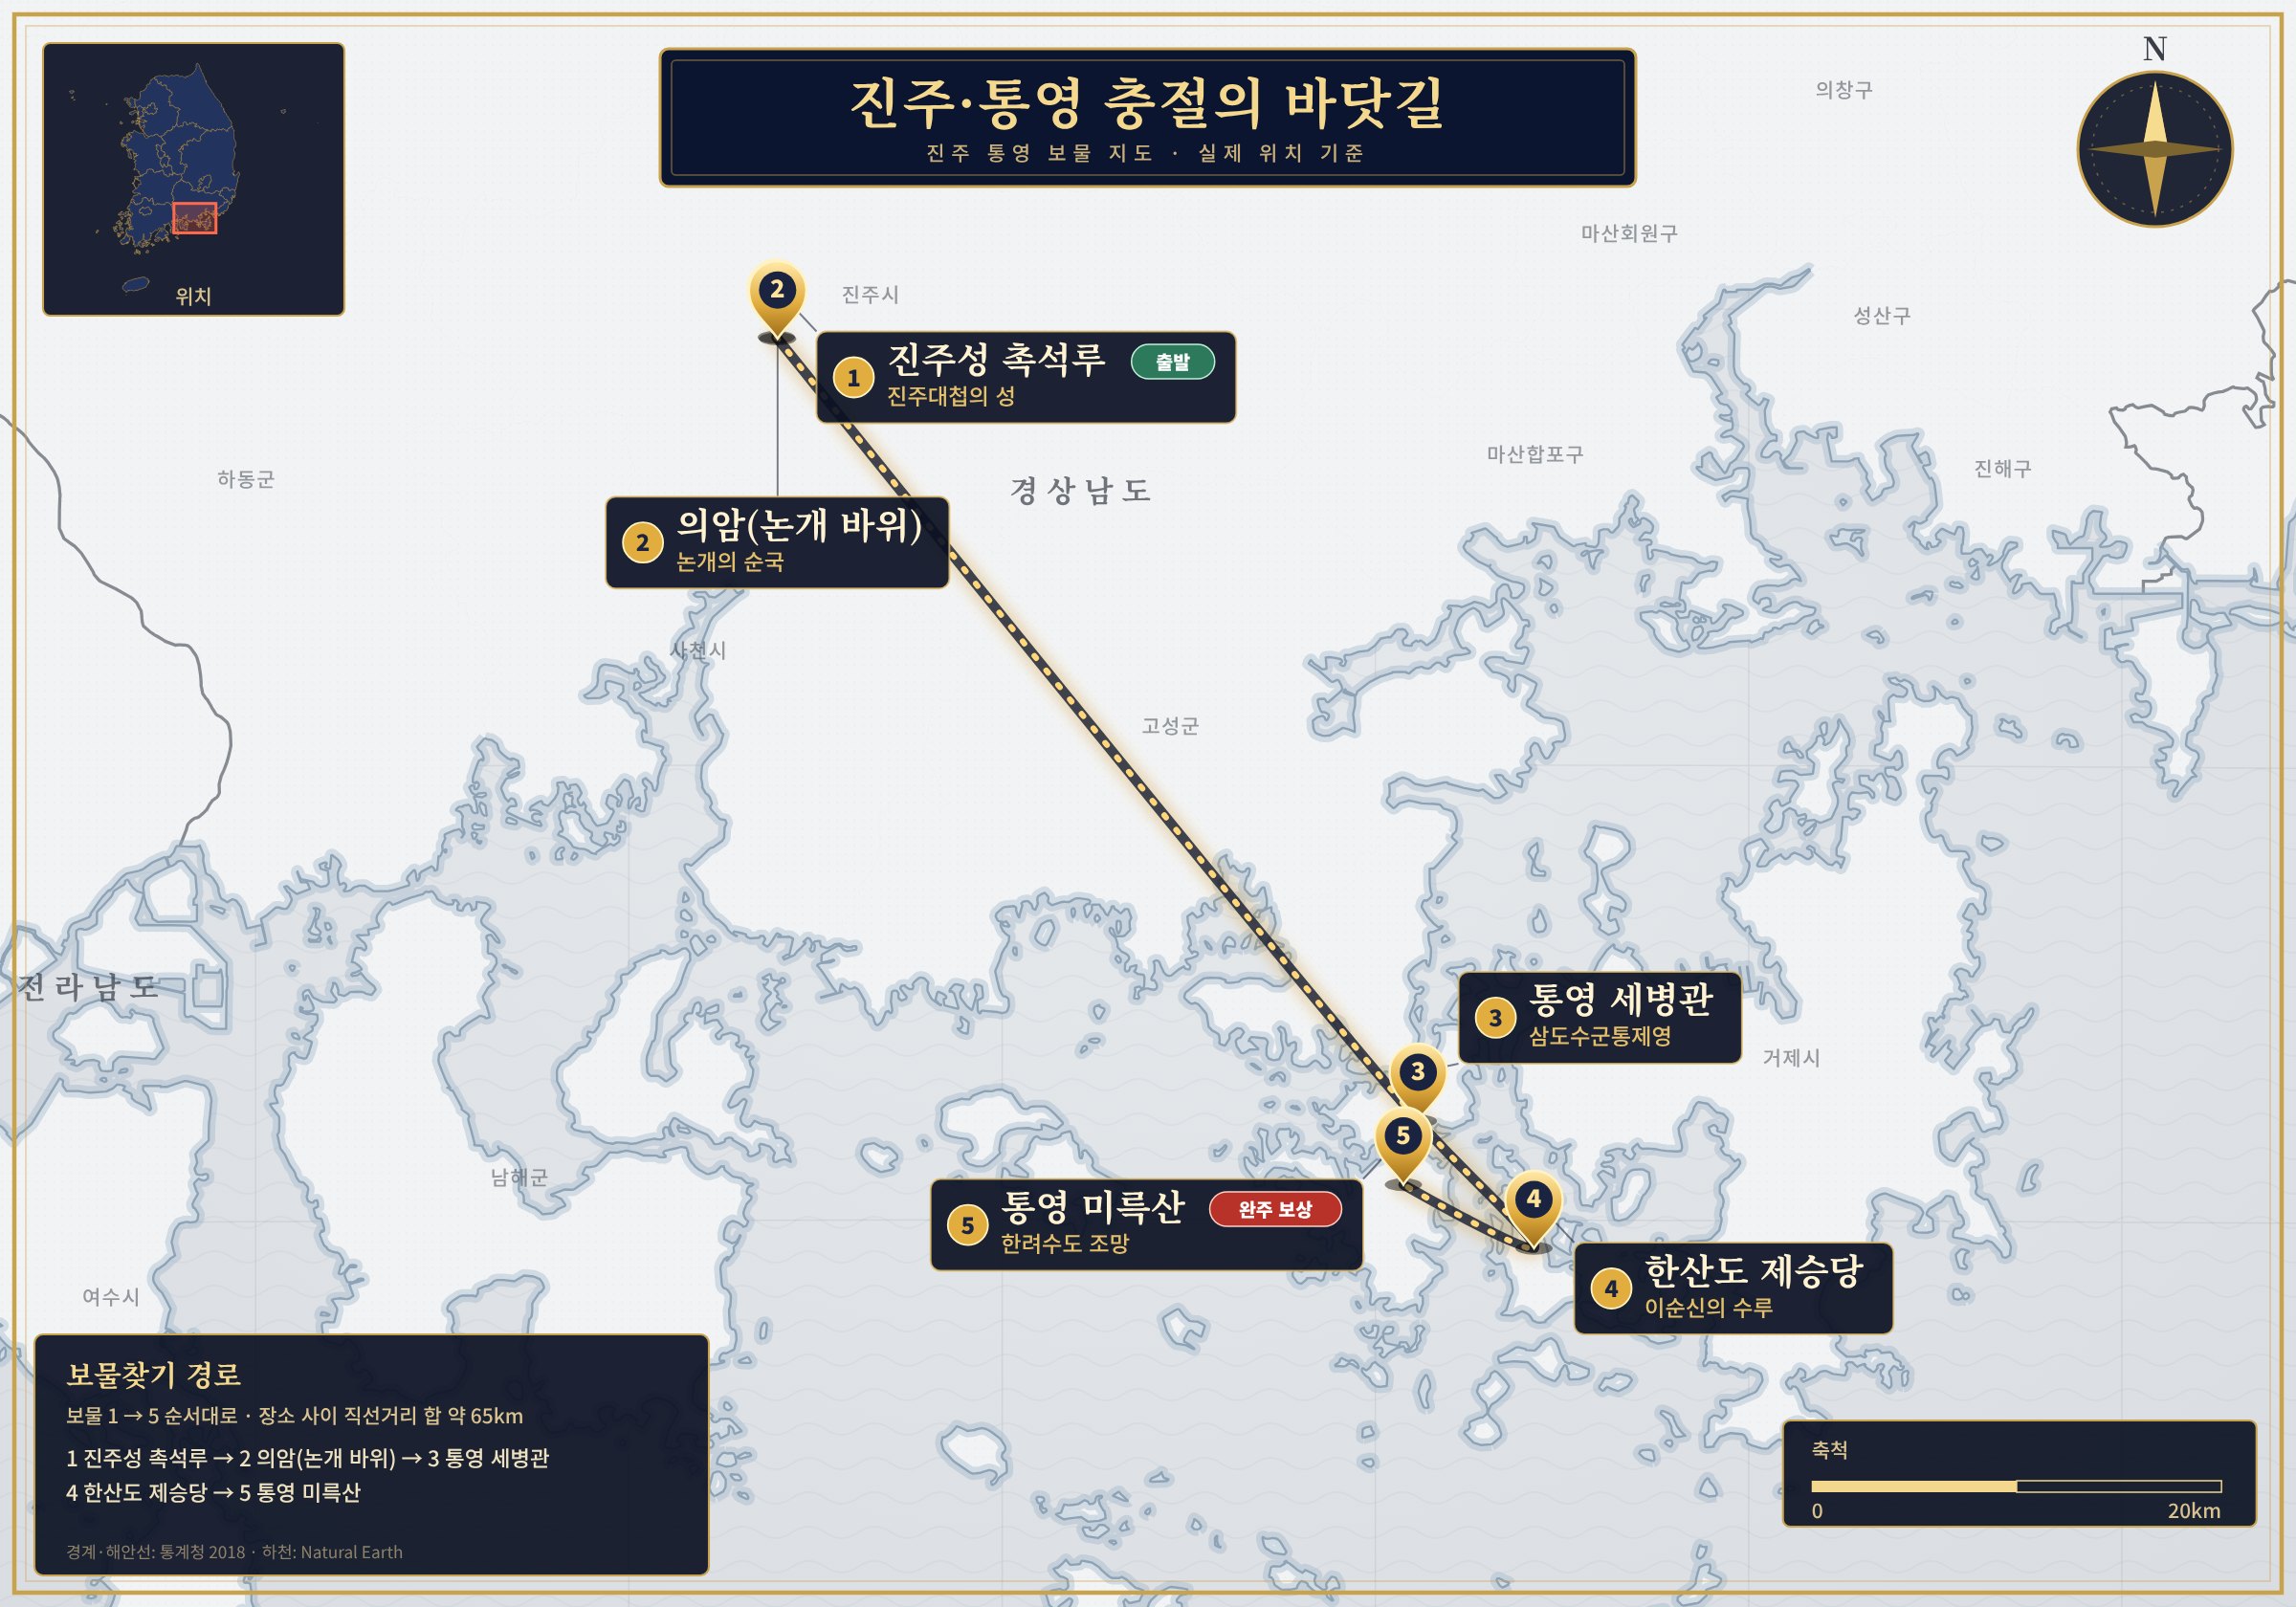 진주·통영 충절의 바닷길
진주 통영 보물 지도 · 실제 위치 기준
위치
N
의창구
마산회원구
성산구
진주시
2
1 진주성 촉석루 출발
진주대첩의 성
마산합포구
진해구
하동군
경상남도
2 의암(논개 바위)
논개의 순국
사천시
고성군
전라남도
3 통영 세병관
삼도수군통제영
거제시
3
5
남해군
4
5 통영 미륵산 완주 보상
한려수도 조망
4 한산도 제승당
이순신의 수루
여수시
보물찾기 경로
보물 1 → 5 순서대로 · 장소 사이 직선거리 합 약 65km
1 진주성 촉석루 → 2 의암(논개 바위) → 3 통영 세병관
4 한산도 제승당 → 5 통영 미륵산
경계·해안선: 통계청 2018 · 하천: Natural Earth
축척
0 20km